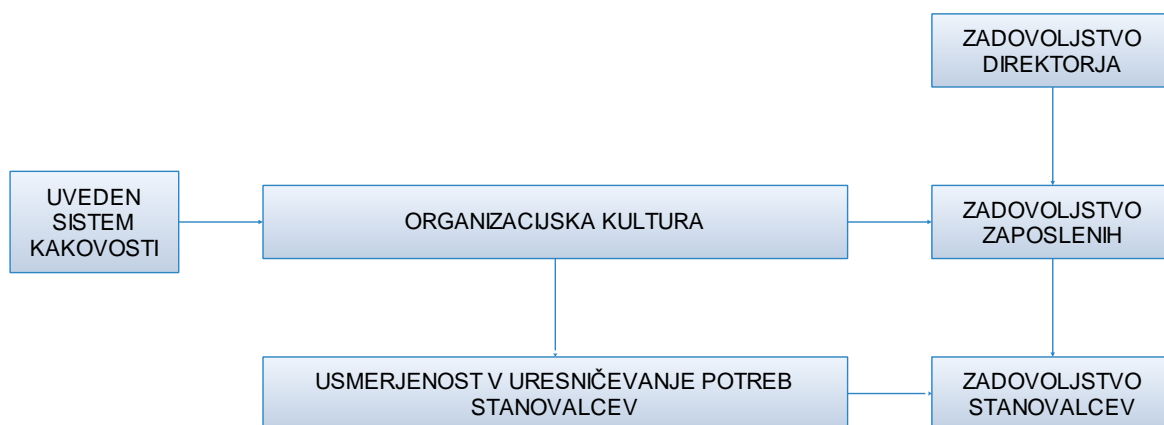 ZADOVOLJSTVO
DIREKTORJA
UVEDEN
SISTEM
KAKOVOSTI
ORGANIZACIJSKA KULTURA
ZADOVOLJSTVO
ZAPOSLENIH
USMERJENOST V URESNIČEVANJE POTREB
STANOVALCEV
ZADOVOLJSTVO
STANOVALCEV